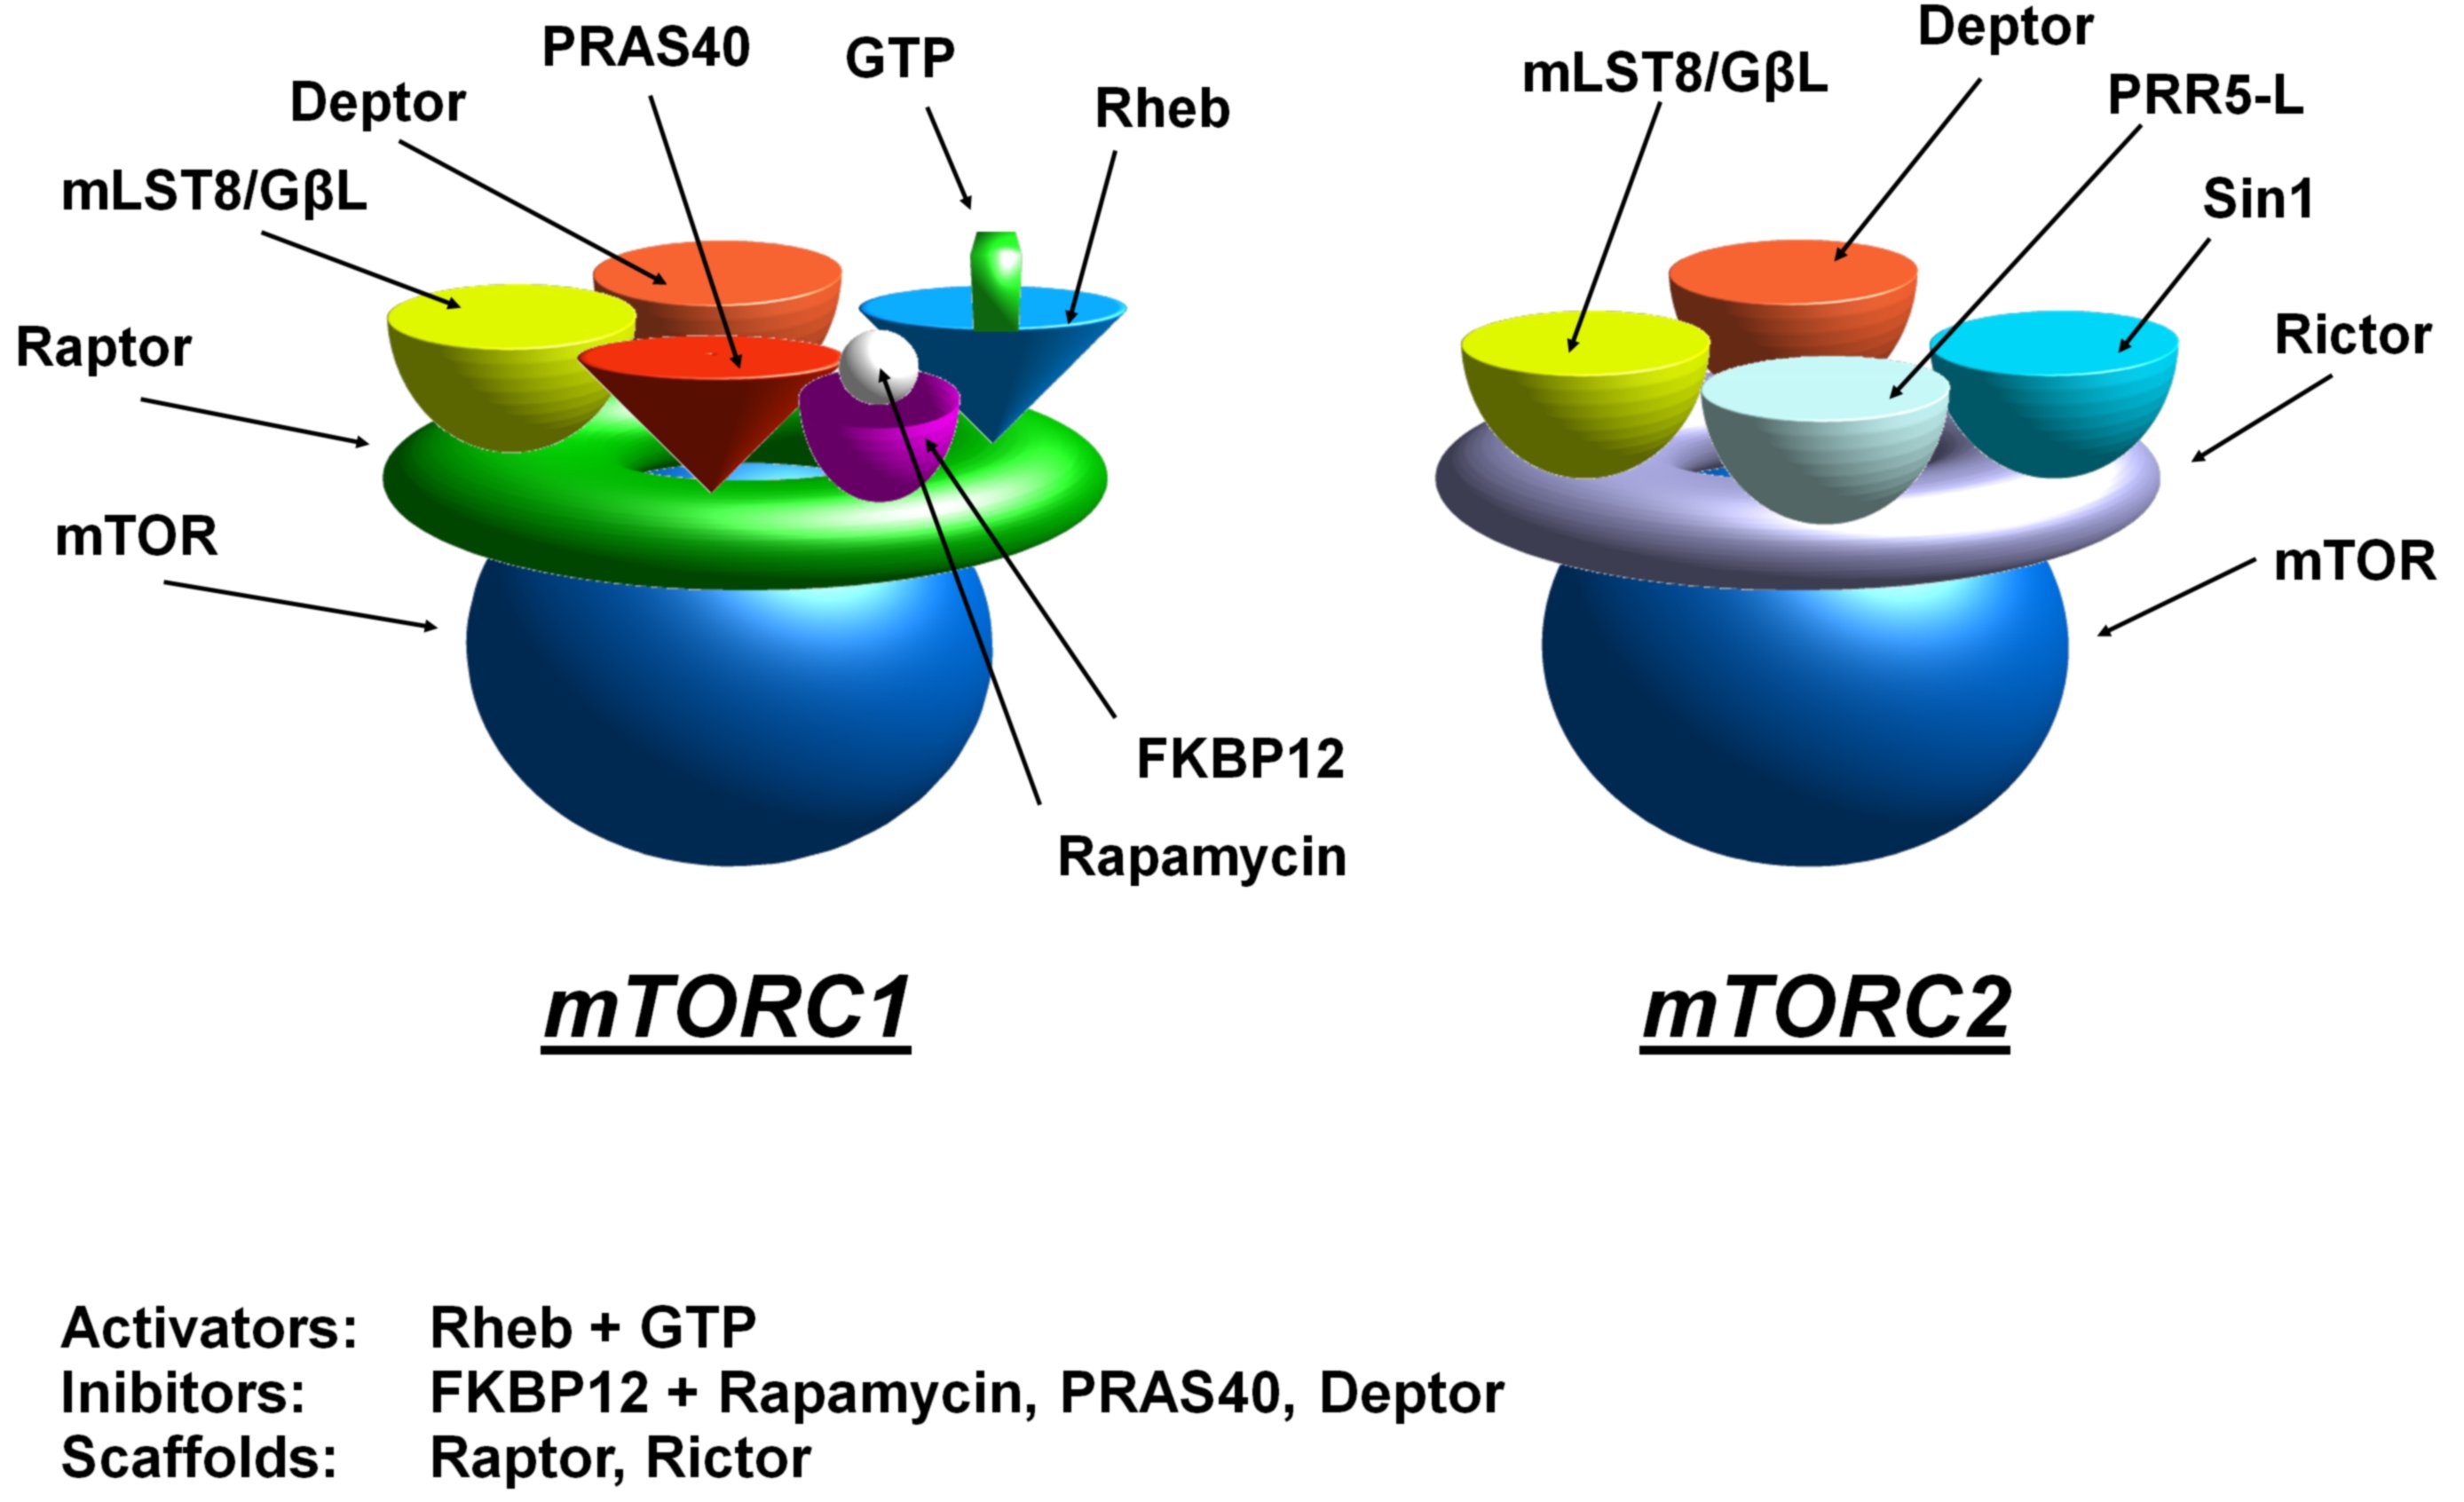 PRAS40
GTP
Deptor
Rheb
mLST8/GβL
Raptor
mTOR
FKBP12
Rapamycin
mTORC1
Deptor
mLST8/GβL
PRR5-L
Sin1
Rictor
mTOR
mTORC2
Activators: Rheb + GTP
Inibitors: FKBP12 + Rapamycin, PRAS40, Deptor
Scaffolds: Raptor, Rictor